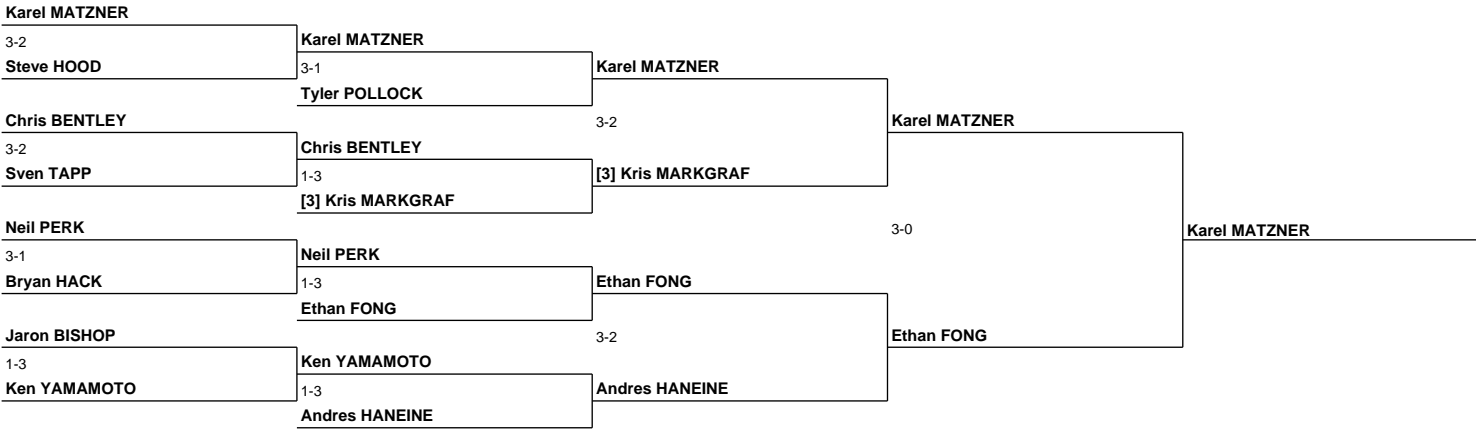 Karel MATZNER
3-2
Karel MATZNER
Steve HOOD
3-1
Karel MATZNER
Tyler POLLOCK
Chris BENTLEY
3-2
Karel MATZNER
3-2
Chris BENTLEY
Sven TAPP
1-3
[3] Kris MARKGRAF
[3] Kris MARKGRAF
Neil PERK
3-0
Karel MATZNER
3-1
Neil PERK
Bryan HACK
1-3
Ethan FONG
Ethan FONG
Jaron BISHOP
3-2
Ethan FONG
1-3
Ken YAMAMOTO
Ken YAMAMOTO
1-3
Andres HANEINE
Andres HANEINE